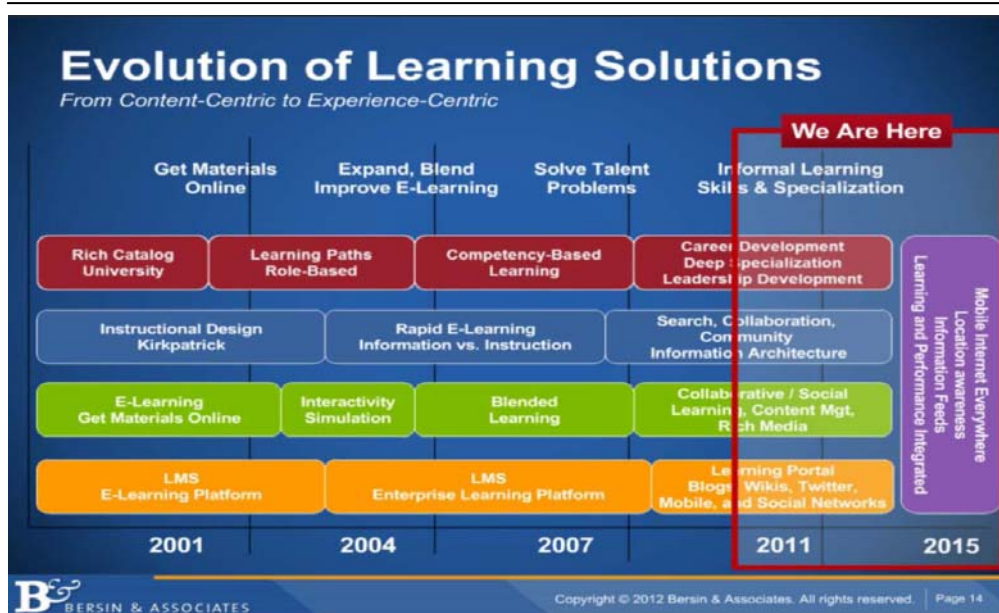 Evolution of Learning Solutions
From Content-Centric to Experience-Centric
We Are Here
Get Materials
Online
Expand, Blend
Improve E-Learning
Solve Talent
Problems
Informal Learning
Skills & Specialization
Rich Catalog
University
Learning Paths
Role-Based
Competency-Based
Learning
Career Development
Deep Specialization
Leadership Development
Instructional Design
Kirkpatrick
Rapid E-Learning
Information vs. Instruction
Search, Collaboration,
Community
Information Architecture
E-Learning
Get Materials Online
Interactivity
Simulation
Blended
Learning
Collaborative / Social
Learning, Content Mgt,
Rich Media
LMS
E-Learning Platform
LMS
Enterprise Learning Platform
Learning Portal
Blogs, Wikis, Twitter,
Mobile, and Social Networks
Mobile Internet Everywhere
Location awareness
Information Feeds
Learning and Performance Integrated
2001
2004
2007
2011
2015
B&
BERSIN & ASSOCIATES
Copyright © 2012 Bersin & Associates. All rights reserved.
Page 14